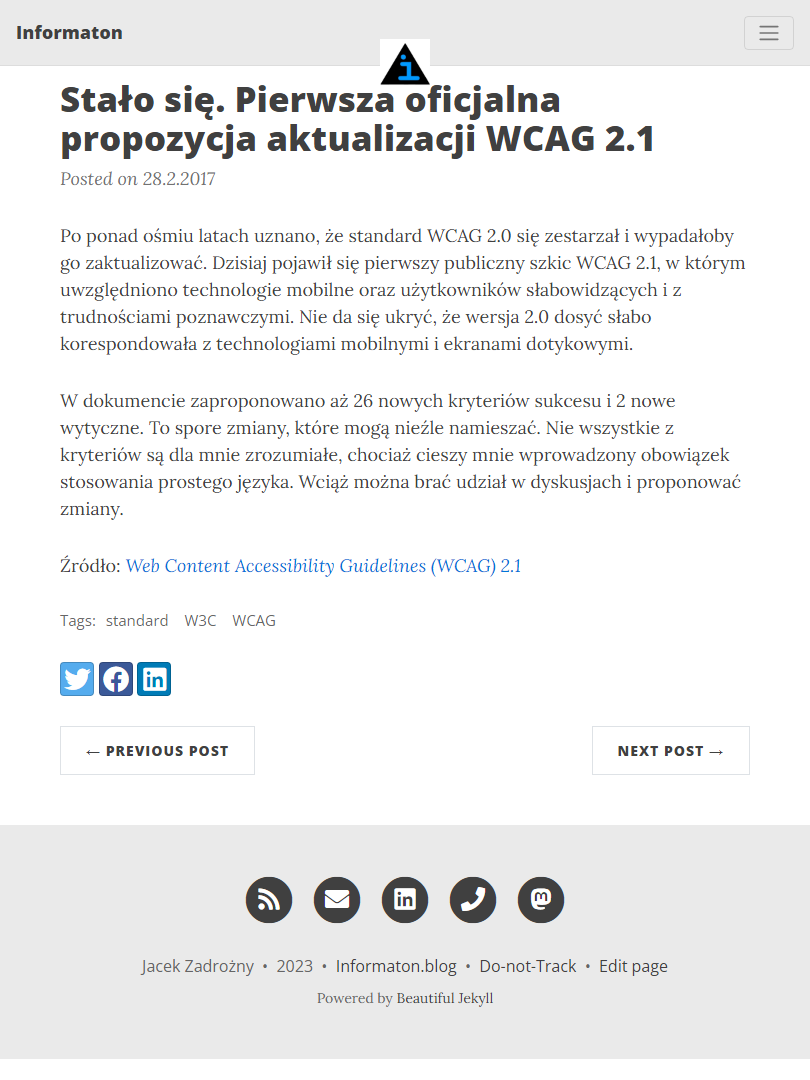 Informaton
i
Stało się. Pierwsza oficjalna
propozycja aktualizacji WCAG 2.1
Posted on 28.2.2017
Po ponad ośmiu latach uznano, że standard WCAG 2.0 się zestarzał i wypadałoby
go zaktualizować. Dzisiaj pojawił się pierwszy publiczny szkic WCAG 2.1, w którym
uwzględniono technologie mobilne oraz użytkowników słabowidzących i z
trudnościami poznawczymi. Nie da się ukryć, że wersja 2.0 dosyć słabo
korespondowała z technologiami mobilnymi i ekranami dotykowymi.
W dokumencie zaproponowano aż 26 nowych kryteriów sukcesu i 2 nowe
wytyczne. To spore zmiany, które mogą nieźle namieszać. Nie wszystkie z
kryteriów są dla mnie zrozumiałe, chociaż cieszy mnie wprowadzony obowiązek
stosowania prostego języka. Wciąż można brać udział w dyskusjach i proponować
zmiany.
Źródło: Web Content Accessibility Guidelines (WCAG) 2.1
Tags: standard W3C WCAG
← PREVIOUS POST NEXT POST →
Jacek Zadrożny • 2023 • Informaton.blog • Do-not-Track • Edit page
Powered by Beautiful Jekyll